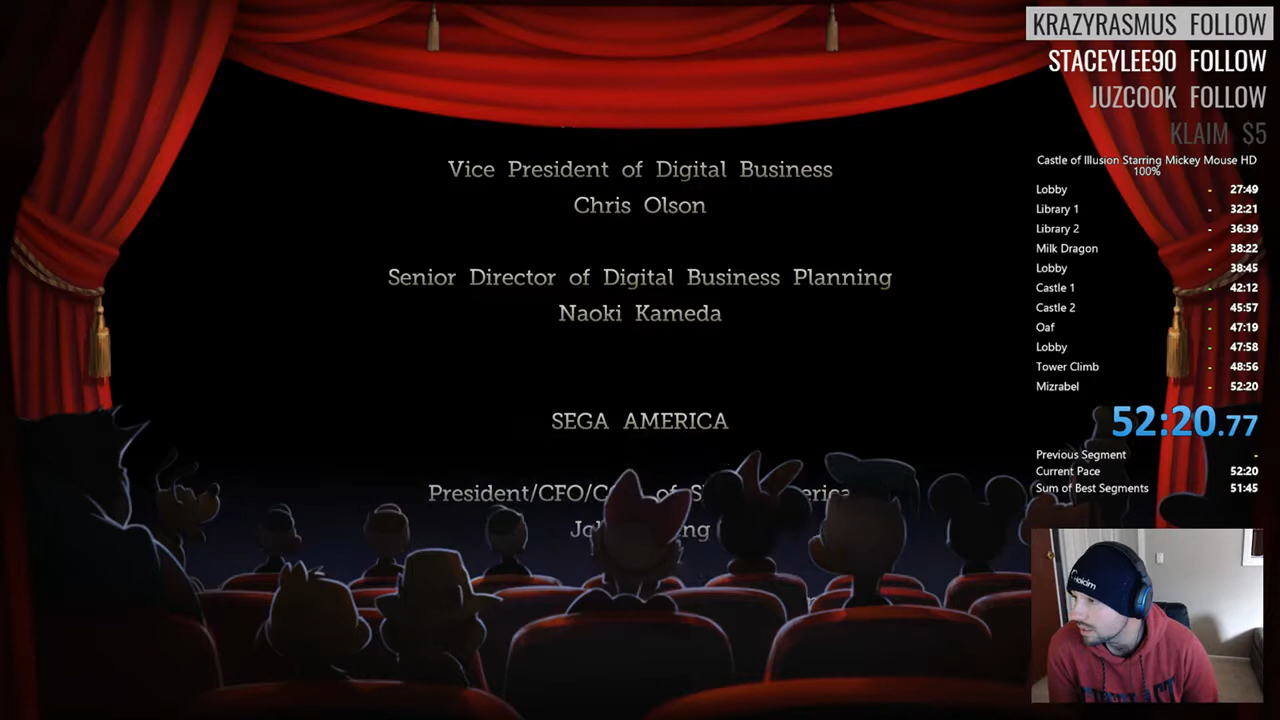 KRAZYRASMUS FOLLOW
STACEYLEE90 FOLLOW
JUZCOOK FOLLOW
KLAIM $5
Vice President of Digital Business
Chris Olson
Senior Director of Digital Business Planning
Naoki Kameda
SEGA AMERICA
President/CFO/ of
Castle of Illusion Starring Mickey Mouse HD
100%
Lobby - 27:49
Library 1 - 32:21
Library 2 - 36:39
Milk Dragon - 38:22
Lobby - 38:45
Castle 1 - 42:12
Castle 2 - 45:57
Oaf - 47:19
Lobby - 47:58
Tower Climb - 48:56
Mizrabel - 52:20
52:20.77
Previous Segment -
Current Pace 52:20
Sum of Best Segments 51:45